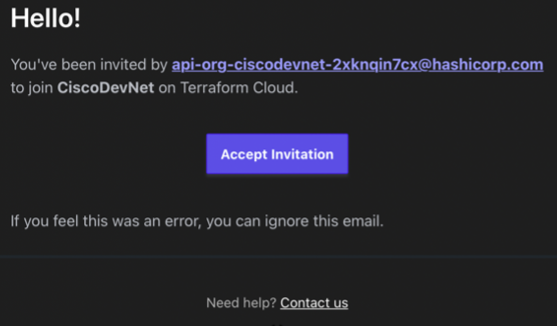 Hello!
You've been invited by api-org-ciscodevnet-2xknqin7cx@hashicorp.com
to join CiscoDevNet on Terraform Cloud.
Accept Invitation
If you feel this was an error, you can ignore this email.
Need help? Contact us